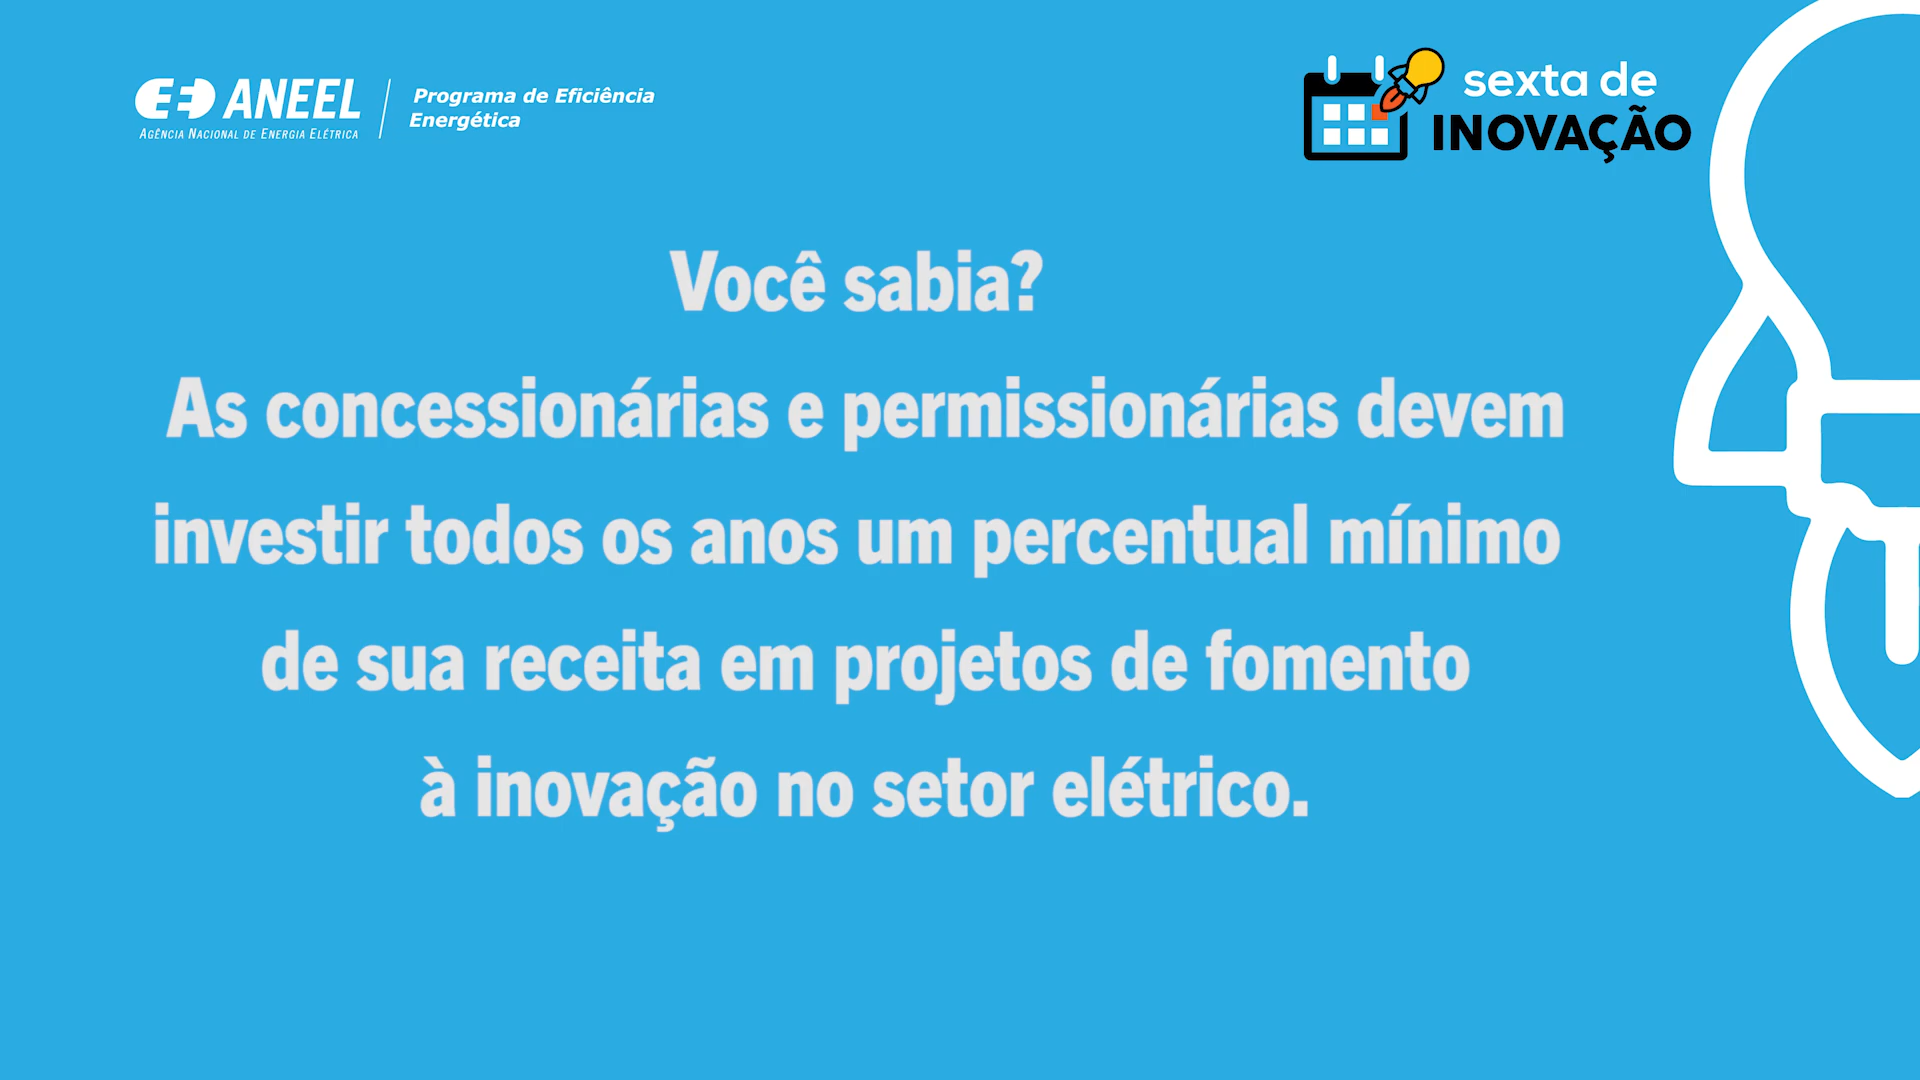 ANEEL
AGÊNCIA NACIONAL DE ENERGIA ELÉTRICA
Programa de Eficiência
Energética
sexta de
INOVAÇÃO
Você sabia?
As concessionárias e permissionárias devem
investir todos os anos um percentual mínimo
de sua receita em projetos de fomento
à inovação no setor elétrico.